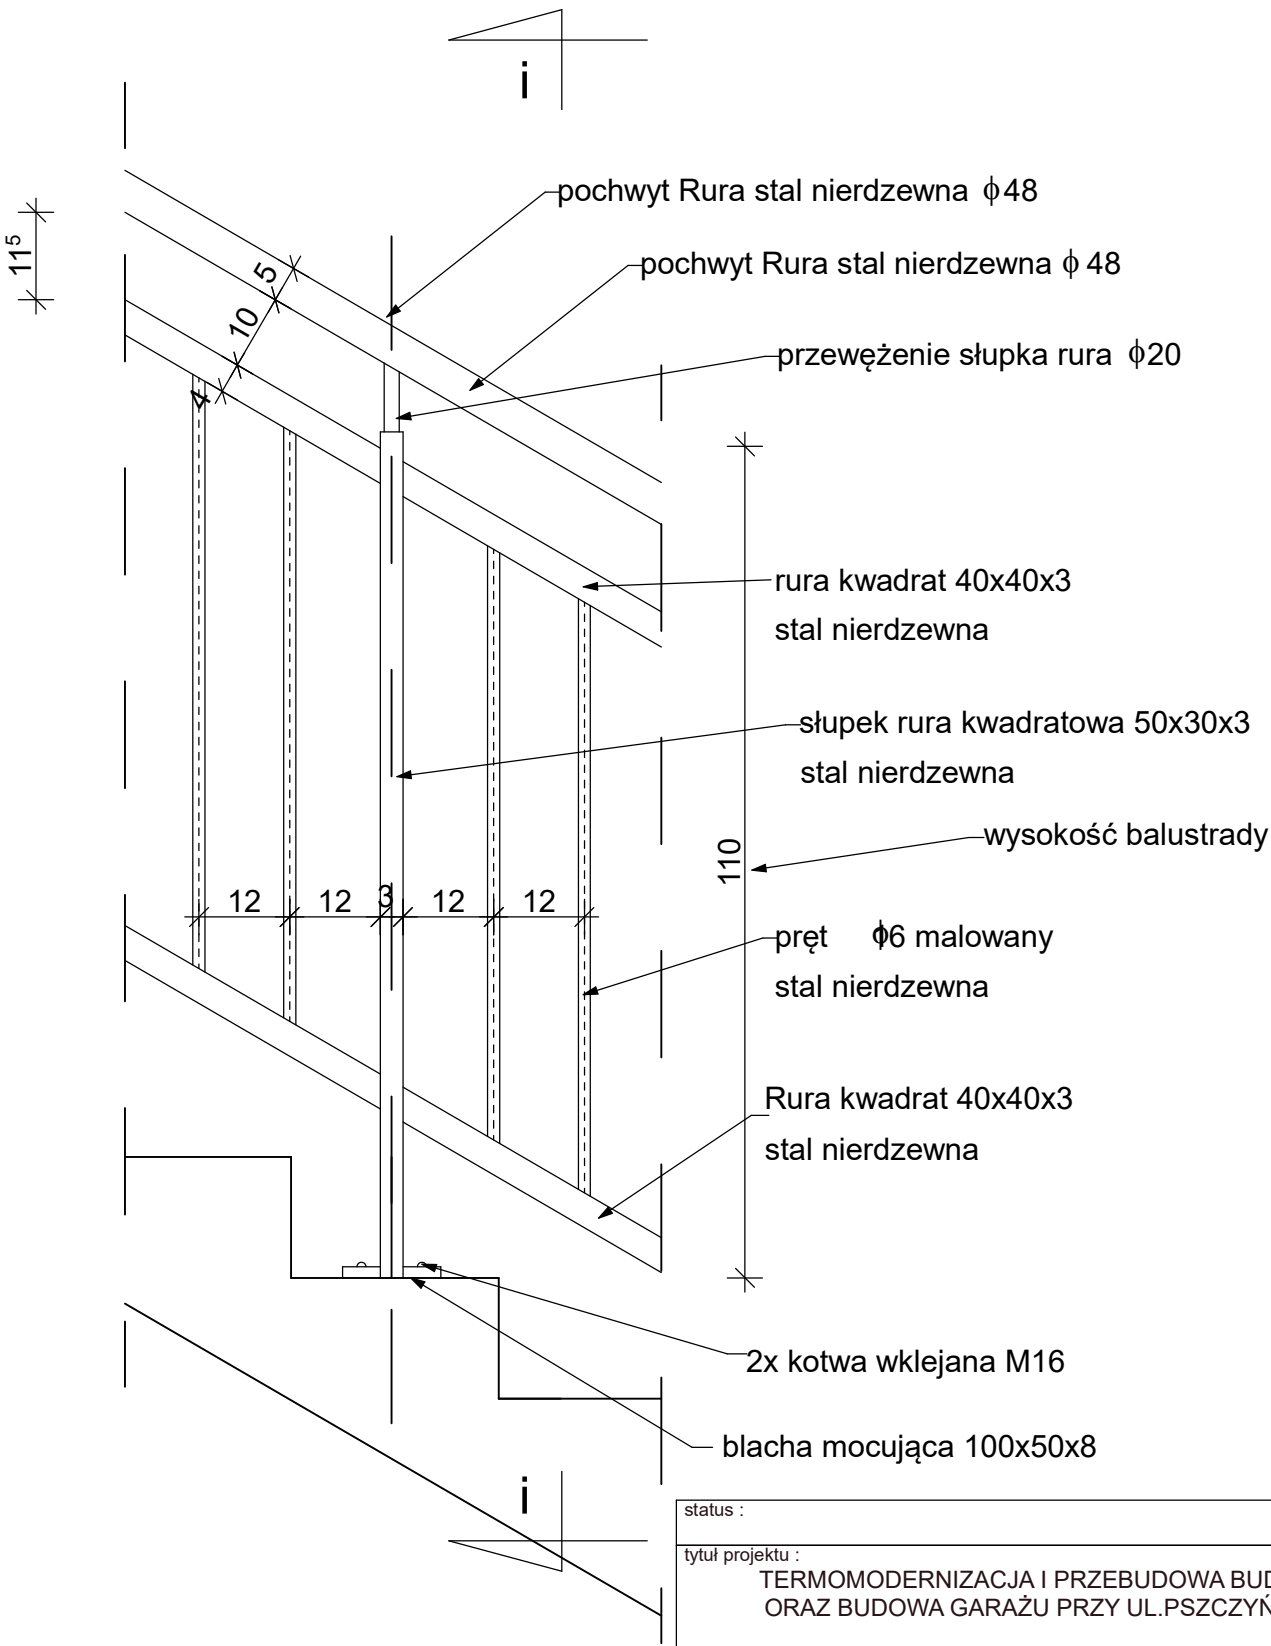 i
pochwyt Rura stal nierdzewna ϕ48
pochwyt Rura stal nierdzewna ϕ 48
11⁵
5
10
4
przewężenie słupka rura ϕ20
rura kwadrat 40x40x3
stal nierdzewna
słupek rura kwadratowa 50x30x3
stal nierdzewna
wysokość balustrady
110
12 12 3 12 12
pręt ϕ6 malowany
stal nierdzewna
Rura kwadrat 40x40x3
stal nierdzewna
2x kotwa wklejana M16
blacha mocująca 100x50x8
i
status :
tytuł projektu :
TERMOMODERNIZACJA I PRZEBUDOWA
ORAZ BUDOWA GARAŻU PRZY